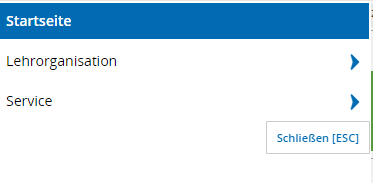 Startseite
Lehrorganisation
Service
Schließen [ESC]